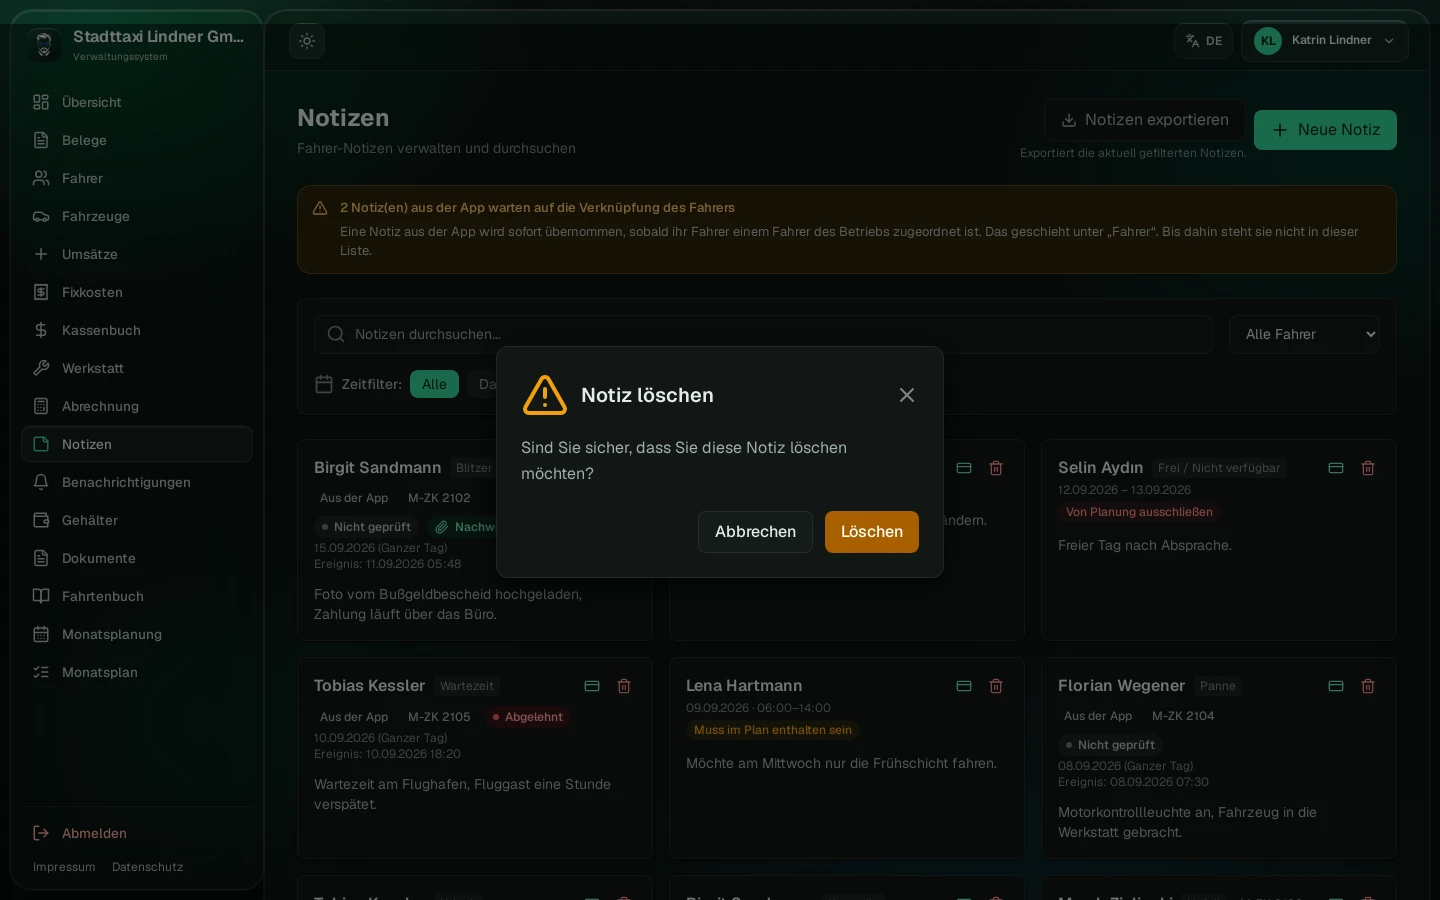 Stadttaxi Lindner Gm...
Verwaltungssystem
Übersicht
Belege
Fahrer
Fahrzeuge
Umsätze
Fixkosten
Kassenbuch
Werkstatt
Abrechnung
Notizen
Benachrichtigungen
Gehälter
Dokumente
Fahrtenbuch
Monatsplanung
Monatsplan
Abmelden
Impressum Datenschutz
DE
KL Katrin Lindner
Notizen
Fahrer-Notizen verwalten und durchsuchen
Notizen exportieren
Exportiert die aktuell gefilterten Notizen.
Neue Notiz
2 Notiz(en) aus der App warten auf die Verknüpfung des Fahrers
Eine Notiz aus der App wird sofort übernommen, sobald ihr Fahrer einem Fahrer des Betriebs zugeordnet ist. Das geschieht unter „Fahrer“. Bis dahin steht sie nicht in dieser
Liste.
Notizen durchsuchen...
Alle Fahrer
Zeitfilter: Alle
Notiz löschen
Sind Sie sicher, dass Sie diese Notiz löschen
möchten?
Abbrechen Löschen
Birgit Sandmann Blitzer
Aus der App M-ZK 2102
Nicht geprüft
15.09.2026 (Ganzer Tag)
Ereignis: 11.09.2026 05:48
Foto vom Bußgeldbescheid hochgeladen,
Zahlung läuft über das Büro.
ändern.
Selin Aydın Frei / Nicht verfügbar
12.09.2026 – 13.09.2026
Von Planung ausschließen
Freier Tag nach Absprache.
Tobias Kessler Wartezeit
Aus der App M-ZK 2105 Abgelehnt
10.09.2026 (Ganzer Tag)
Ereignis: 10.09.2026 18:20
Wartezeit am Flughafen, Fluggast eine Stunde
verspätet.
Lena Hartmann
09.09.2026 · 06:00–14:00
Muss im Plan enthalten sein
Möchte am Mittwoch nur die Frühschicht fahren.
Florian Wegener Panne
Aus der App M-ZK 2104
Nicht geprüft
08.09.2026 (Ganzer Tag)
Ereignis: 08.09.2026 07:30
Motorkontrollleuchte an, Fahrzeug in die
Werkstatt gebracht.